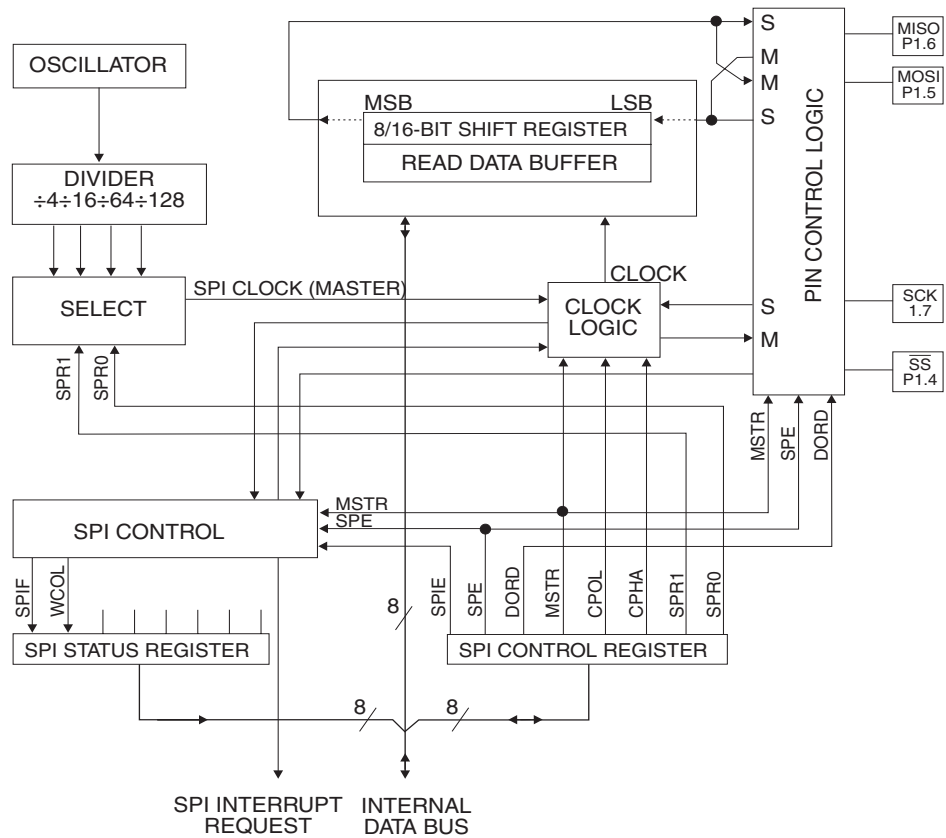 OSCILLATOR
DIVIDER
÷4÷16÷64÷128
SELECT
SPI CLOCK (MASTER)
SPR1
SPR0
MSB
LSB
8/16-BIT SHIFT REGISTER
READ DATA BUFFER
CLOCK
CLOCK
LOGIC
S
M
M
S
S
M
PIN CONTROL LOGIC
MISO
P1.6
MOSI
P1.5
SCK
1.7
SS
P1.4
MSTR
SPE
DORD
SPI CONTROL
MSTR
SPE
SPIF
WCOL
SPI STATUS REGISTER
8
SPIE
SPE
DORD
MSTR
CPOL
CPHA
SPR1
SPR0
SPI CONTROL REGISTER
8
8
SPI INTERRUPT
REQUEST
INTERNAL
DATA BUS